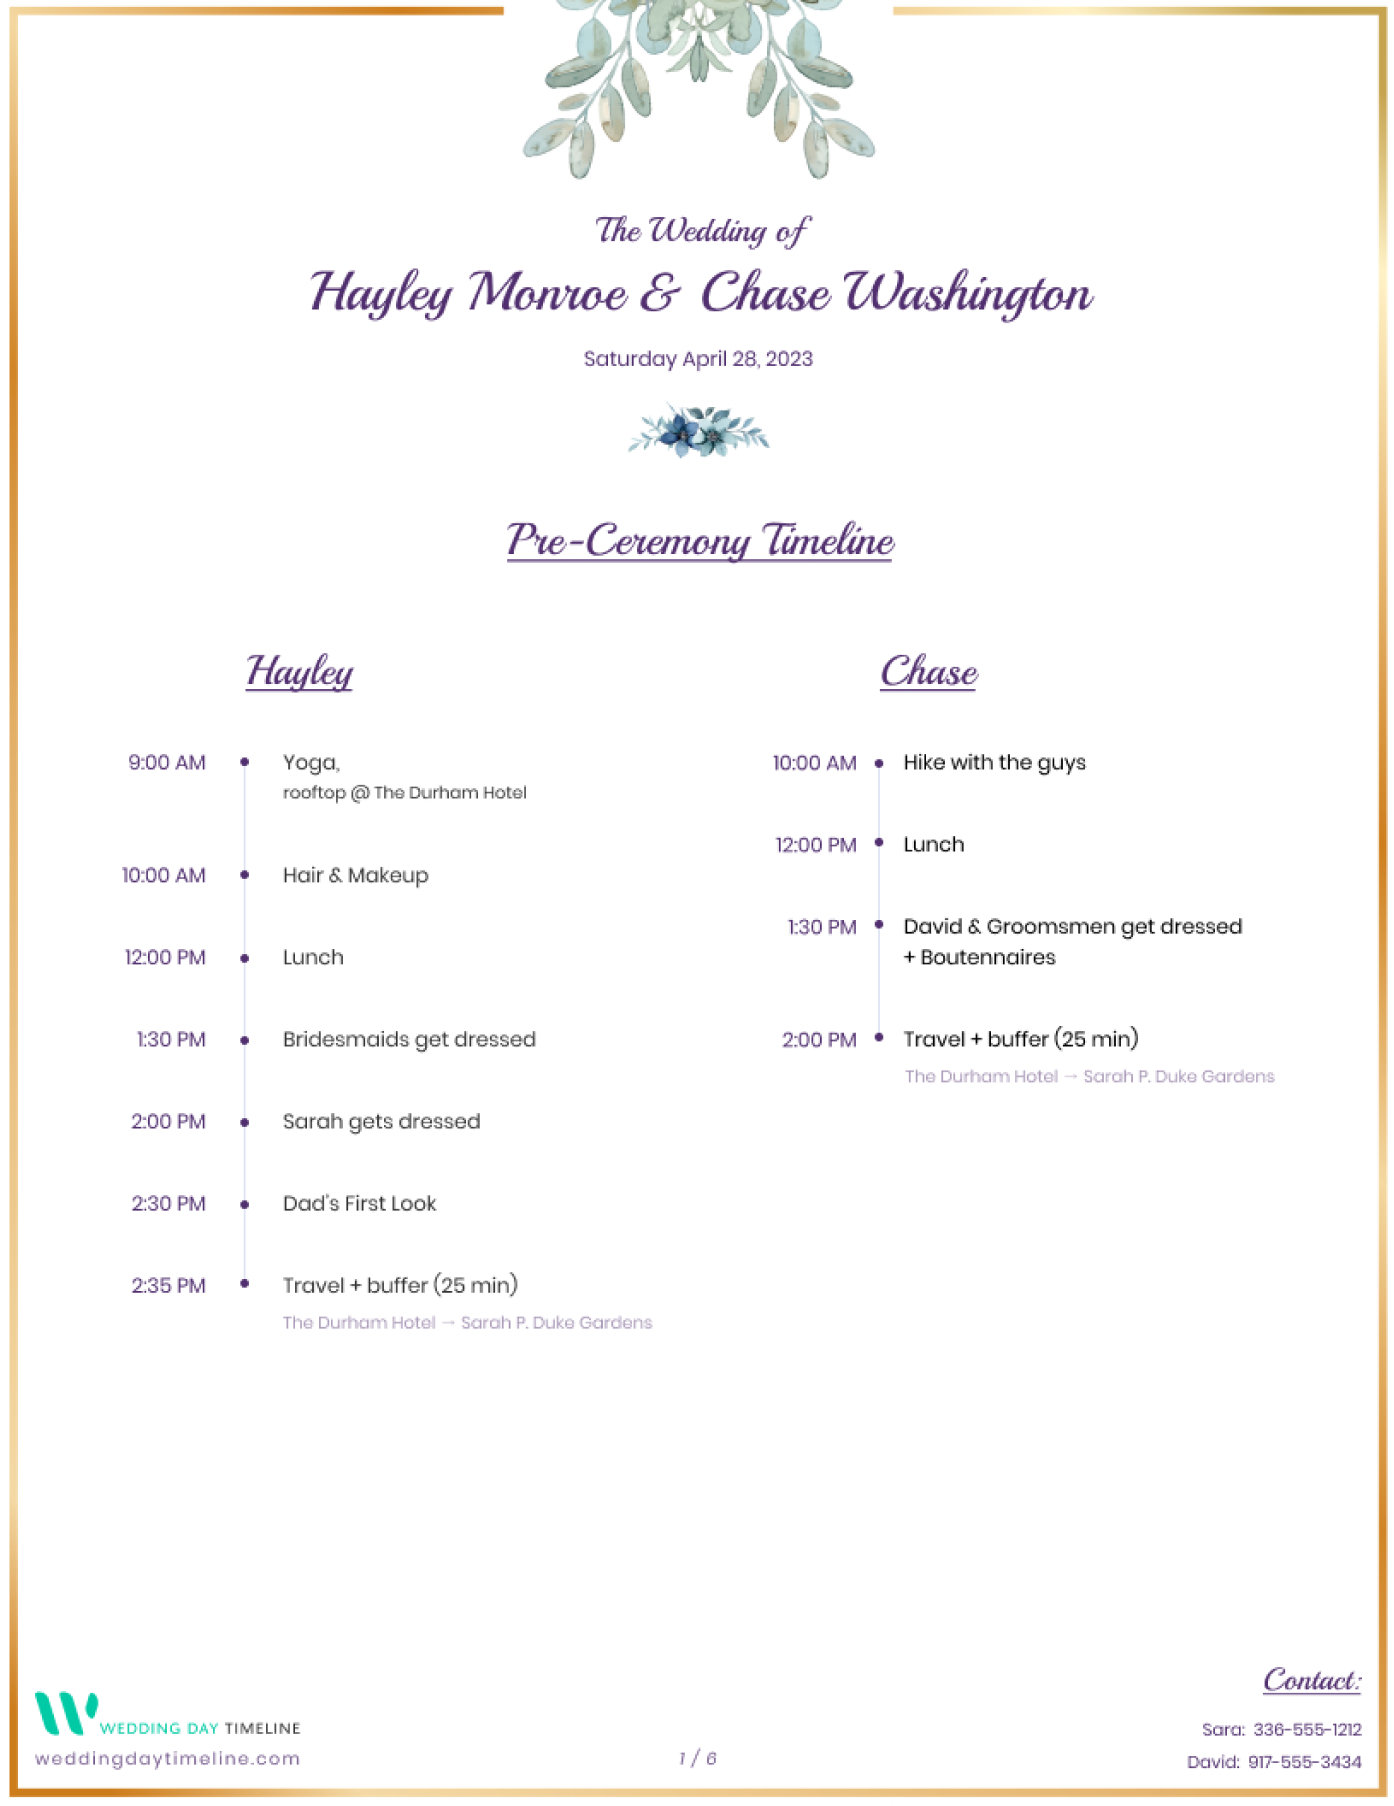 The Wedding of
Hayley Monroe & Chase Washington
Saturday April 28, 2023
Pre-Ceremony Timeline
Hayley
9:00 AM Yoga,
rooftop @ The Durham Hotel
10:00 AM Hair & Makeup
12:00 PM Lunch
1:30 PM Bridesmaids get dressed
2:00 PM Sarah gets dressed
2:30 PM Dad's First Look
2:35 PM Travel + buffer (25 min)
The Durham Hotel → Sarah P. Duke Gardens
Chase
10:00 AM Hike with the guys
12:00 PM Lunch
1:30 PM David & Groomsmen get dressed
+ Boutennaires
2:00 PM Travel + buffer (25 min)
The Durham Hotel → Sarah P. Duke Gardens
WEDDING DAY TIMELINE
weddingdaytimeline.com
1 / 6
Contact:
Sara: 336-555-1212
David: 917-555-3434